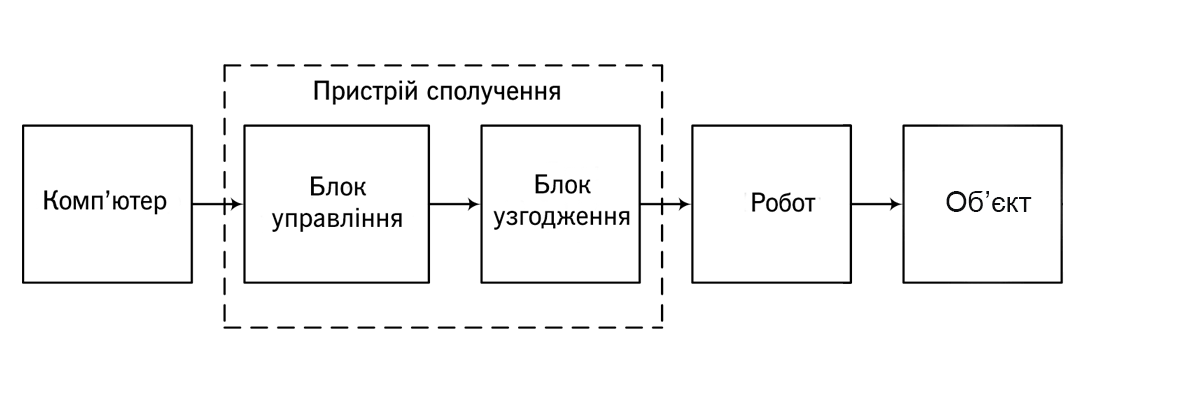 Пристрій сполучення
Комп’ютер
Блок
управління
Блок
узгодження
Робот
Об’єкт